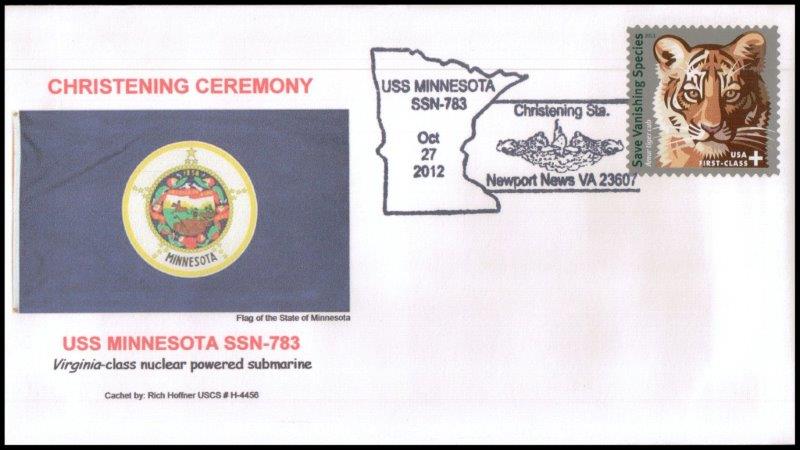 CHRISTENING CEREMONY
MINNESOTA
Flag of the State of Minnesota
USS MINNESOTA SSN-783
Virginia-class nuclear powered submarine
Cachet by: Rich Hoffner USCS # H-4456
USS MINNESOTA
SSN-783
Oct
27
2012
Christening Sta.
Newport News VA 23607
Save Vanishing Species
Amur tiger cub
2011
USA
FIRST-CLASS +